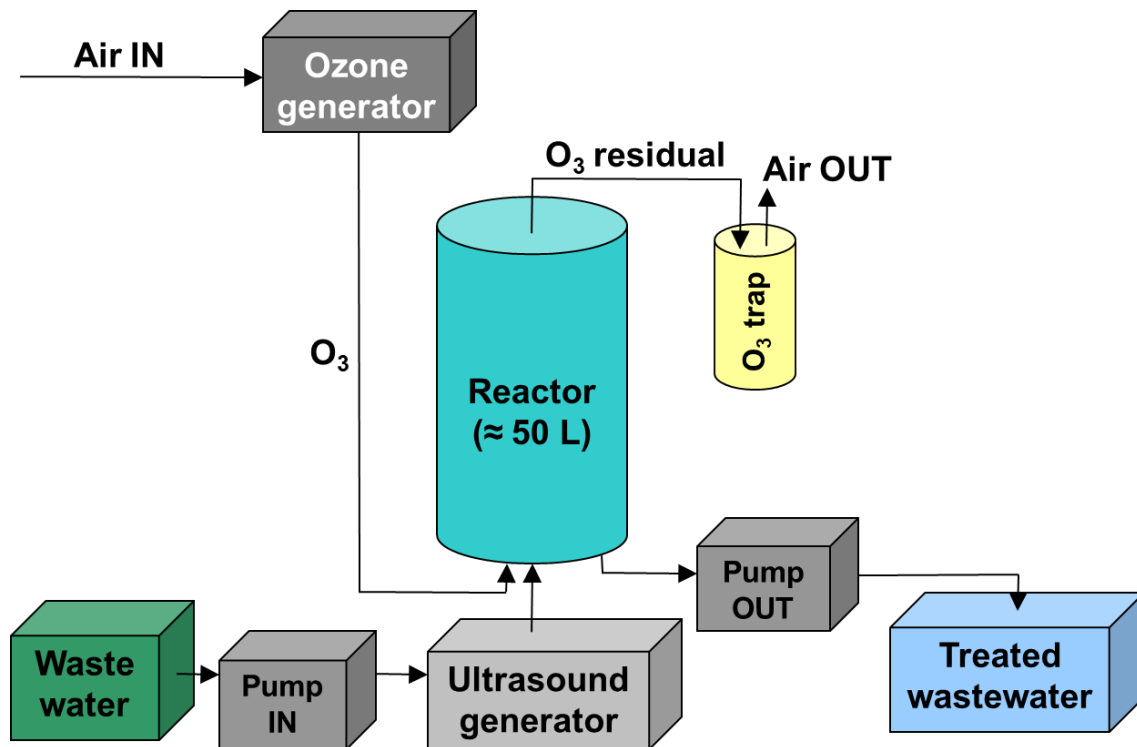 Air IN
Ozone
generator
O₃ residual
Air OUT
O₃ trap
O₃
Reactor
(≈ 50 L)
Pump
OUT
Waste
water
Pump
IN
Ultrasound
generator
Treated
wastewater